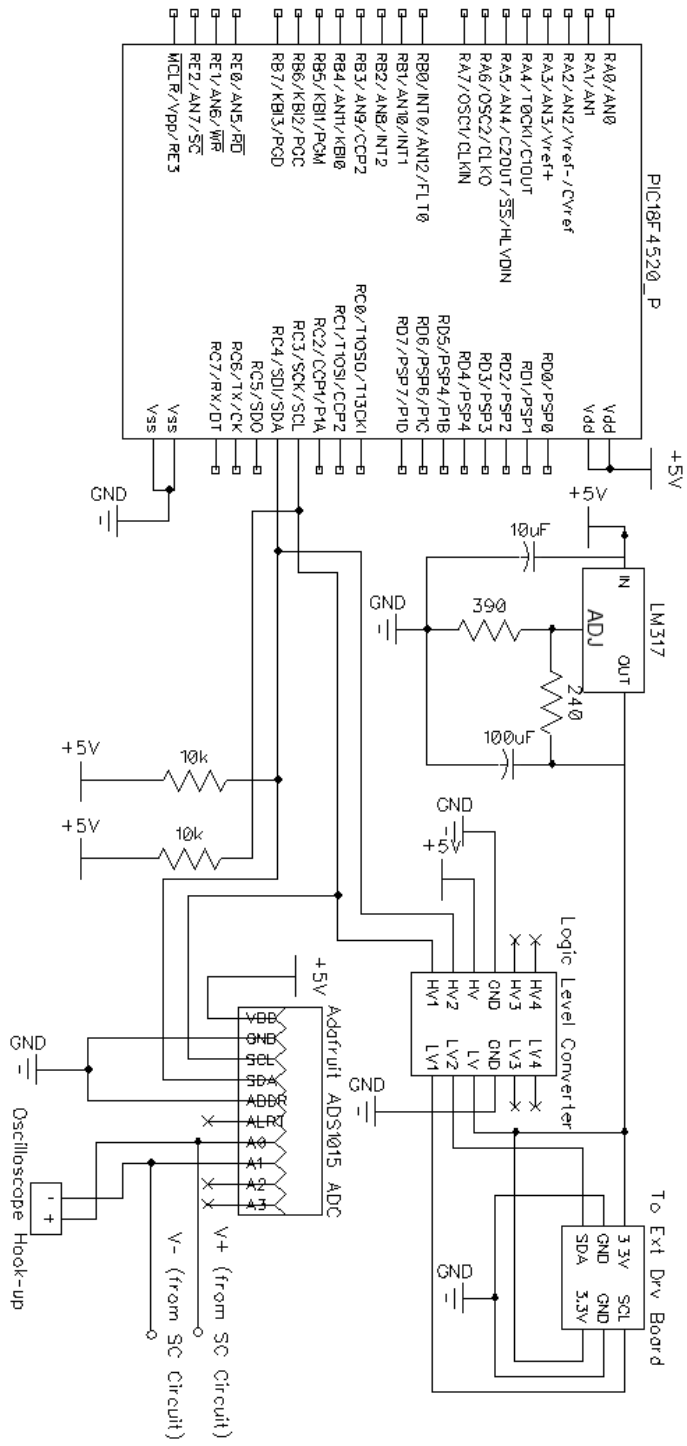 PIC18F4520_P
RA0/AN0
RA1/AN1
RA2/AN2/Vref-/CVref
RA3/AN3/Vref+
RA4/T0CKI/C1OUT
RA5/AN4/C2OUT/SS/HLVDIN
RA6/OSC2/CLKO
RA7/OSC1/CLKIN
RB0/INT0/AN12/FLT0
RB1/AN10/INT1
RB2/AN8/INT2
RB3/AN9/CCP2
RB4/AN11/KBI0
RB5/KBI1/PGM
RB6/KBI2/PGC
RB7/KBI3/PGD
RE0/AN5/RD
RE1/AN6/WR
RE2/AN7/SC
MCLR/Vpp/RE3
Vdd
Vdd
RD0/PSP0
RD1/PSP1
RD2/PSP2
RD3/PSP3
RD4/PSP4
RD5/PSP4/P1B
RD6/PSP6/P1C
RD7/PSP7/P1D
RC0/T1OSO/T13CKI
RC1/T1OSI/CCP2
RC2/CCP1/P1A
RC3/SCK/SCL
RC4/SDI/SDA
RC5/SDO
RC6/TX/CK
RC7/RX/DT
Vss
Vss
+5V
GND
+5V
LM317
IN
ADJ
OUT
10uF
390
240
100uF
GND
+5V
10k
+5V
10k
GND
+5V
Logic Level Converter
HV4
HV3
GND
HV
HV2
HV1
LV4
LV3
GND
LV
LV2
LV1
GND
+5V
Adafruit ADS1015 ADC
VDD
GND
SCL
SDA
ADDR
ALRT
A0
A1
A2
A3
GND
Oscilloscope Hook-up
-
+
V+ (from SC Circuit)
V- (from SC Circuit)
To Ext Drv Board
3.3V
GND
SDA
SCL
GND
3.3V
GND